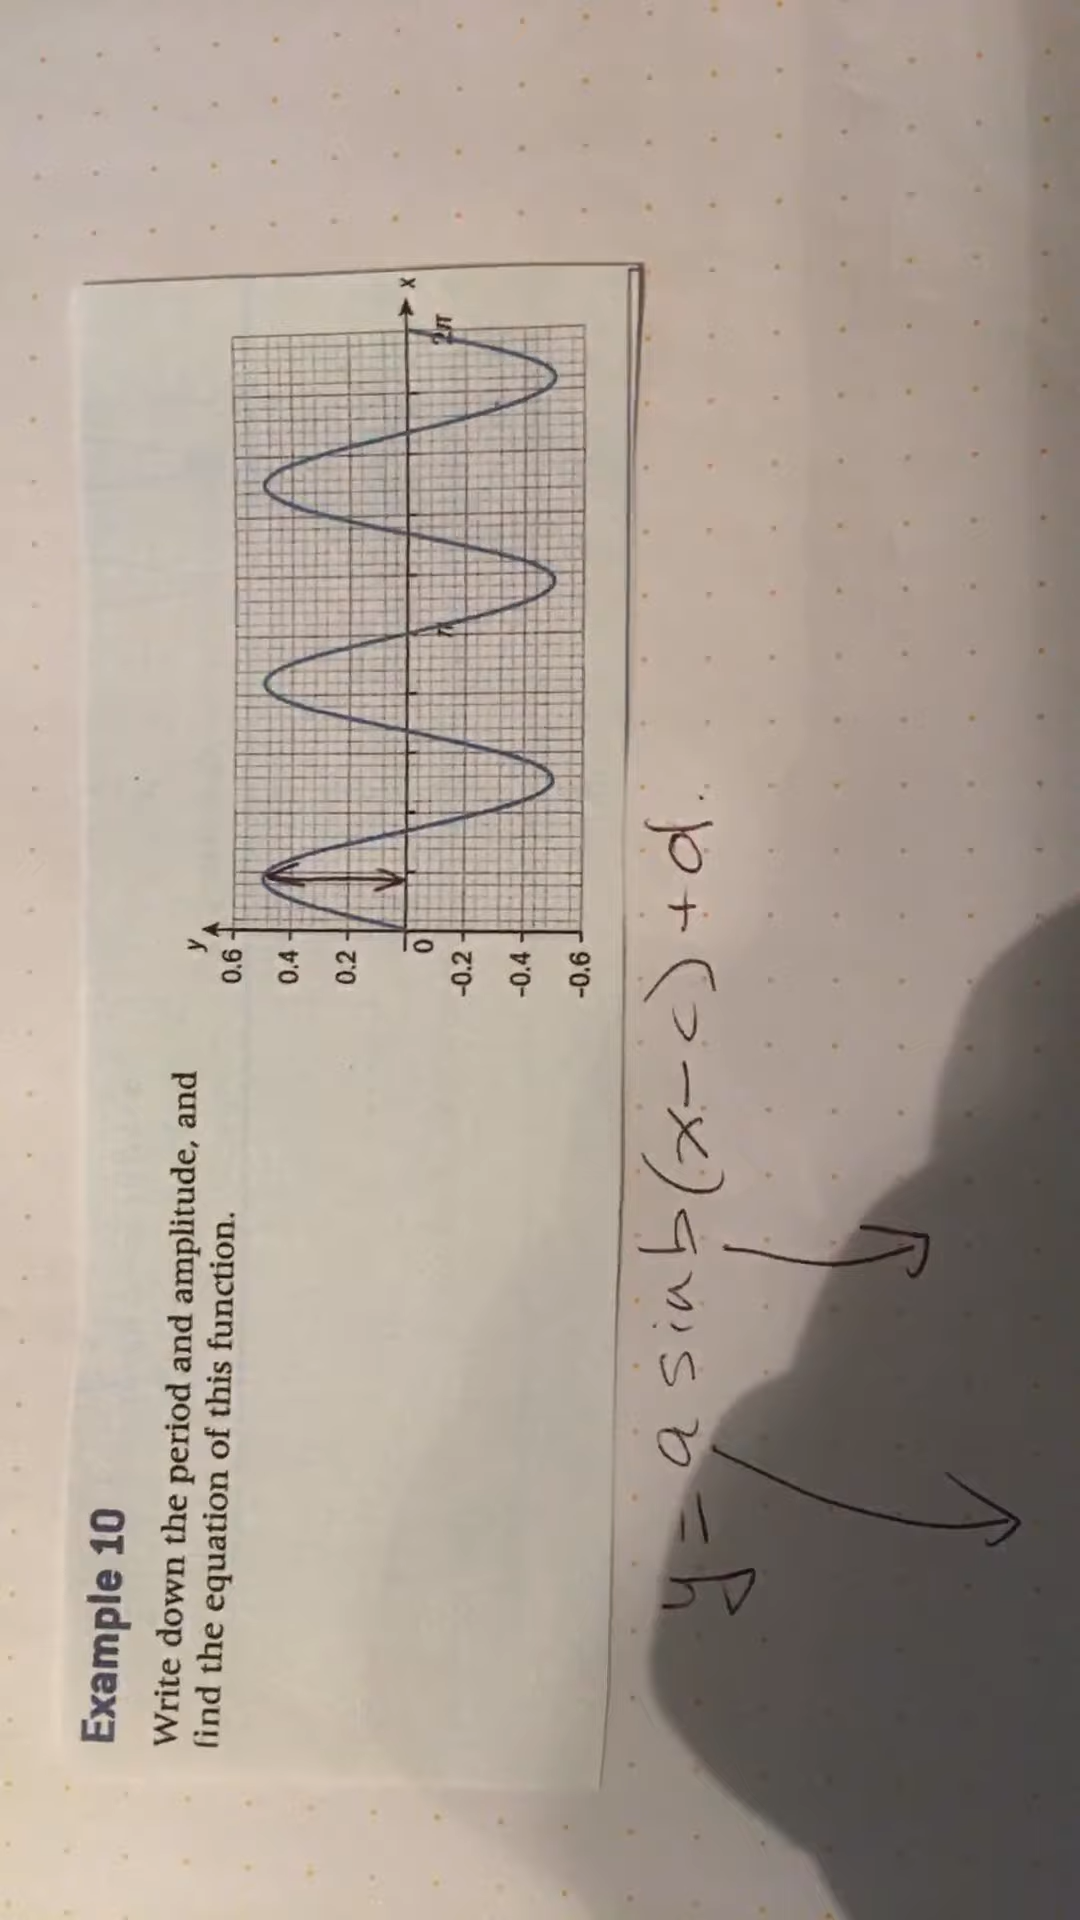 Example 10
Write down the period and amplitude, and
find the equation of this function.
y
0.6
0.4
0.2
0
-0.2
-0.4
-0.6
π
2π
x
y = a sin b(x - c) + d.